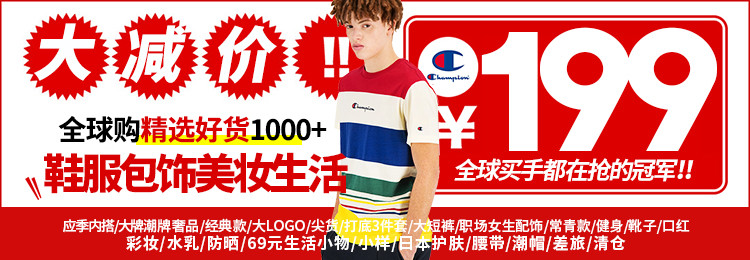 大减价!!
全球购精选好货1000+
鞋服包饰美妆生活
Champion
¥199
全球买手都在抢的冠军!!
Champion
应季内搭/大牌潮牌奢品/经典款/大LOGO/尖货/打底3件套/大短裤/职场女生配饰/常青款/健身/靴子/口红
彩妆/水乳/防晒/69元生活小物/小样/日本护肤/腰带/潮帽/差旅/清仓